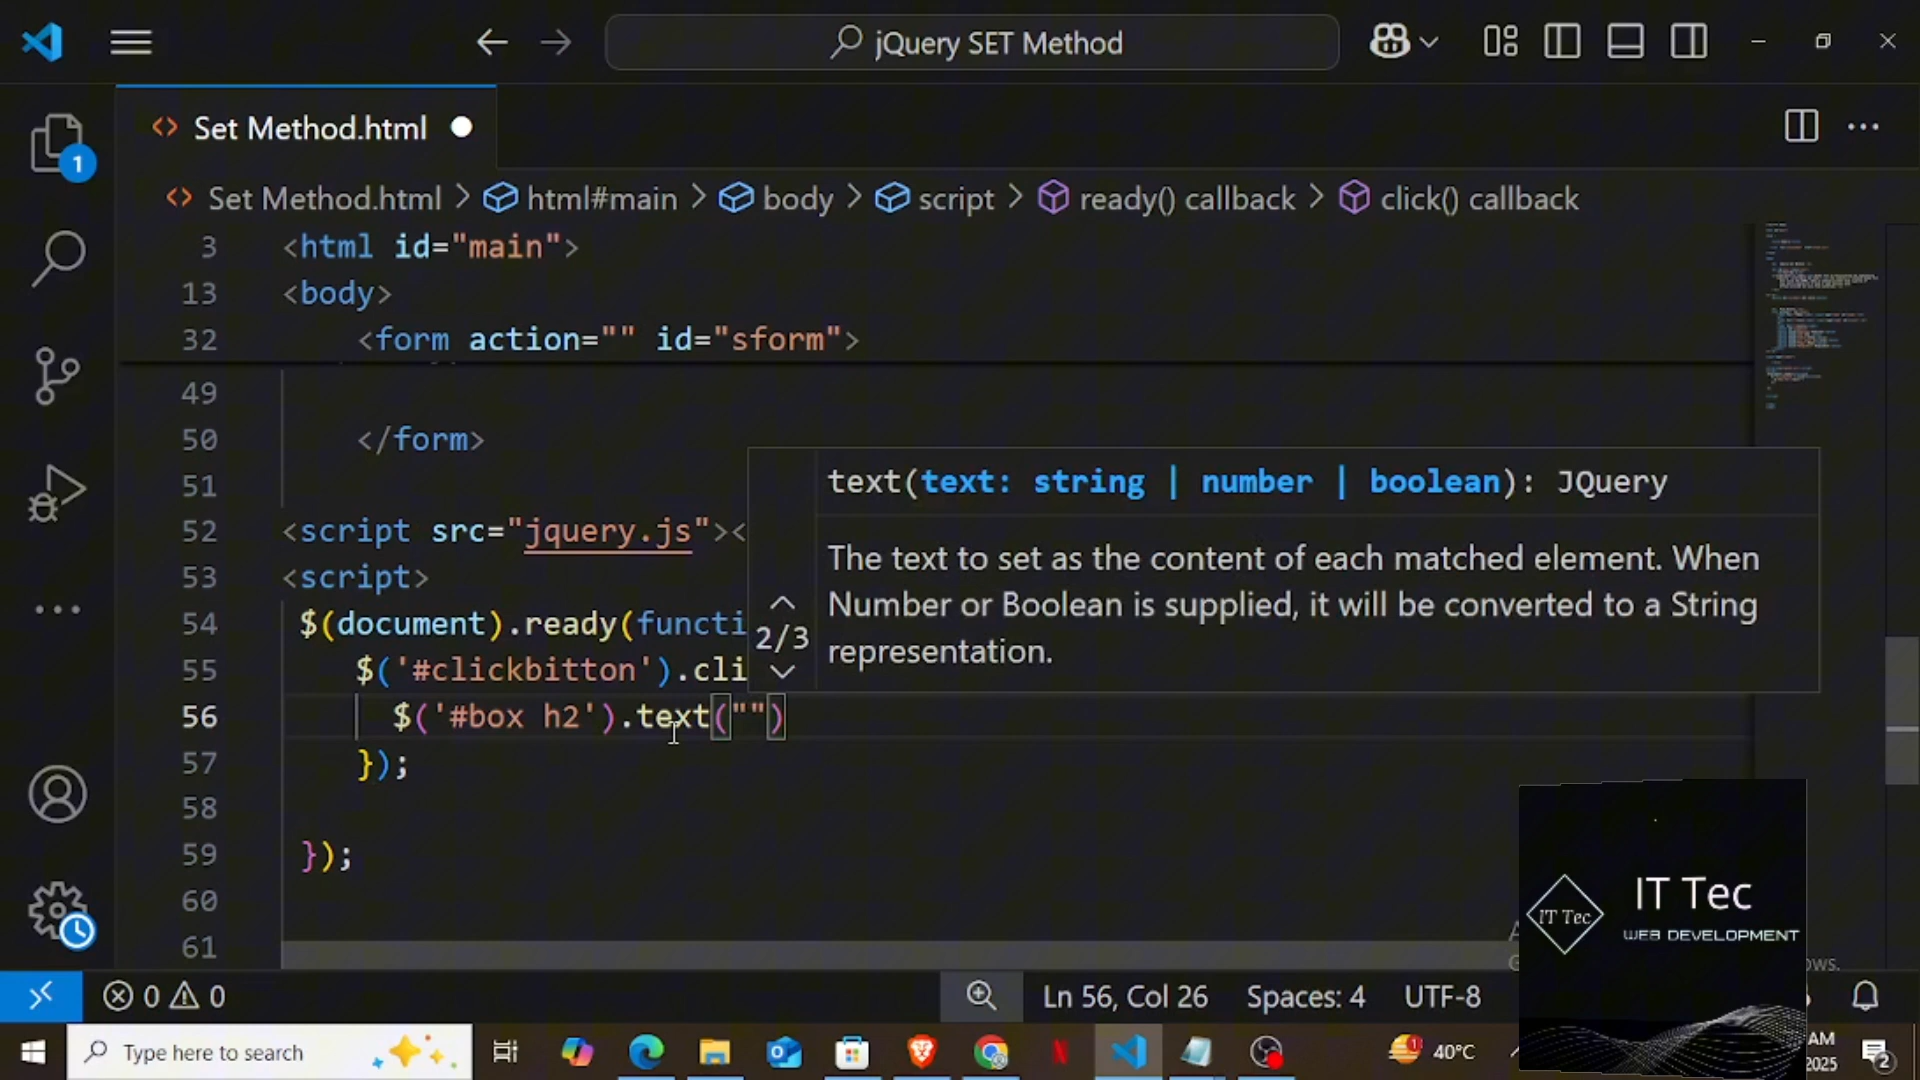 jQuery SET Method
Set Method.html
1
Set Method.html > html#main > body > script > ready() callback > click() callback
3 <html id="main">
13 <body>
32 <form action="" id="sform">
49
50 </form>
51
52 <script src="jquery.js"><
53 <script>
54 $(document).ready(functi
55 $('#clickbitton').cli
56 $('#box h2').text("")
57 });
58
59 });
60
61
text(text: string | number | boolean): JQuery
2/3
The text to set as the content of each matched element. When
Number or Boolean is supplied, it will be converted to a String
representation.
IT Tec
IT Tec
WEB DEVELOPMENT
ows.
0 0
Ln 56, Col 26 Spaces: 4 UTF-8
Type here to search
1
40°C
AM
2025
2